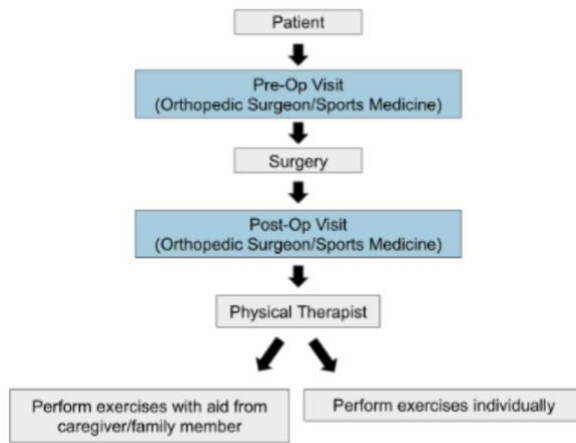 Patient
Pre-Op Visit
(Orthopedic Surgeon/Sports Medicine)
Surgery
Post-Op Visit
(Orthopedic Surgeon/Sports Medicine)
Physical Therapist
Perform exercises with aid from
caregiver/family member
Perform exercises individually